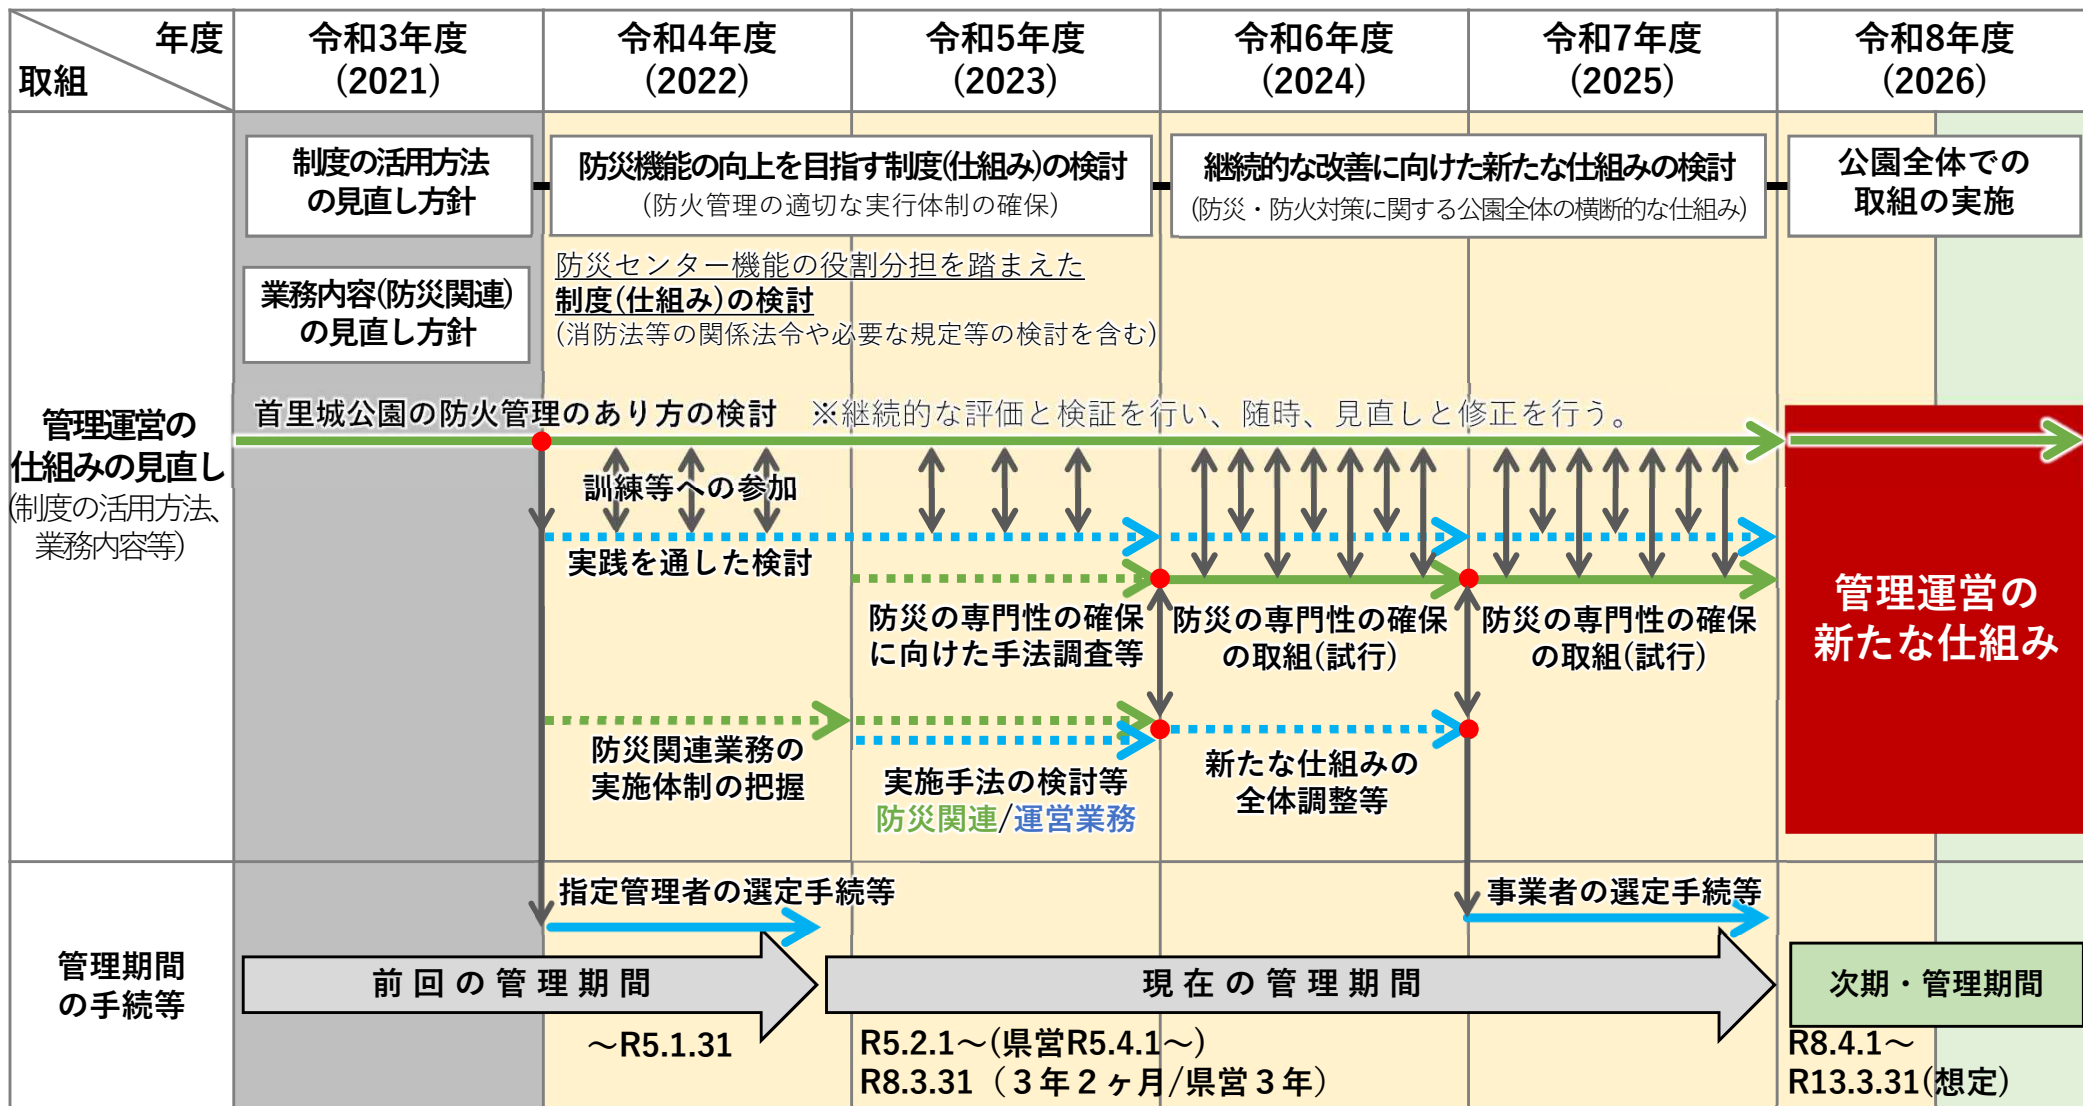 年度
取組
令和3年度
(2021)
令和4年度
(2022)
令和5年度
(2023)
令和6年度
(2024)
令和7年度
(2025)
令和8年度
(2026)
管理運営の
仕組みの見直し
(制度の活用方法、
業務内容等)
制度の活用方法
の見直し方針
防災機能の向上を目指す制度(仕組み)の検討
(防火管理の適切な実行体制の確保)
継続的な改善に向けた新たな仕組みの検討
(防災・防火対策に関する公園全体の横断的な仕組み)
公園全体での
取組の実施
業務内容(防災関連)
の見直し方針
防災センター機能の役割分担を踏まえた
制度(仕組み)の検討
(消防法等の関係法令や必要な規定等の検討を含む)
首里城公園の防火管理のあり方の検討 ※継続的な評価と検証を行い、随時、見直しと修正を行う。
訓練等への参加
実践を通した検討
防災の専門性の確保
に向けた手法調査等
防災の専門性の確保
の取組(試行)
防災の専門性の確保
の取組(試行)
防災関連業務の
実施体制の把握
実施手法の検討等
防災関連/運営業務
新たな仕組みの
全体調整等
管理運営の
新たな仕組み
管理期間
の手続等
指定管理者の選定手続等
事業者の選定手続等
前回の管理期間
現在の管理期間
次期・管理期間
～R5.1.31
R5.2.1～(県営R5.4.1～)
R8.3.31（３年２ヶ月/県営３年）
R8.4.1～
R13.3.31(想定)